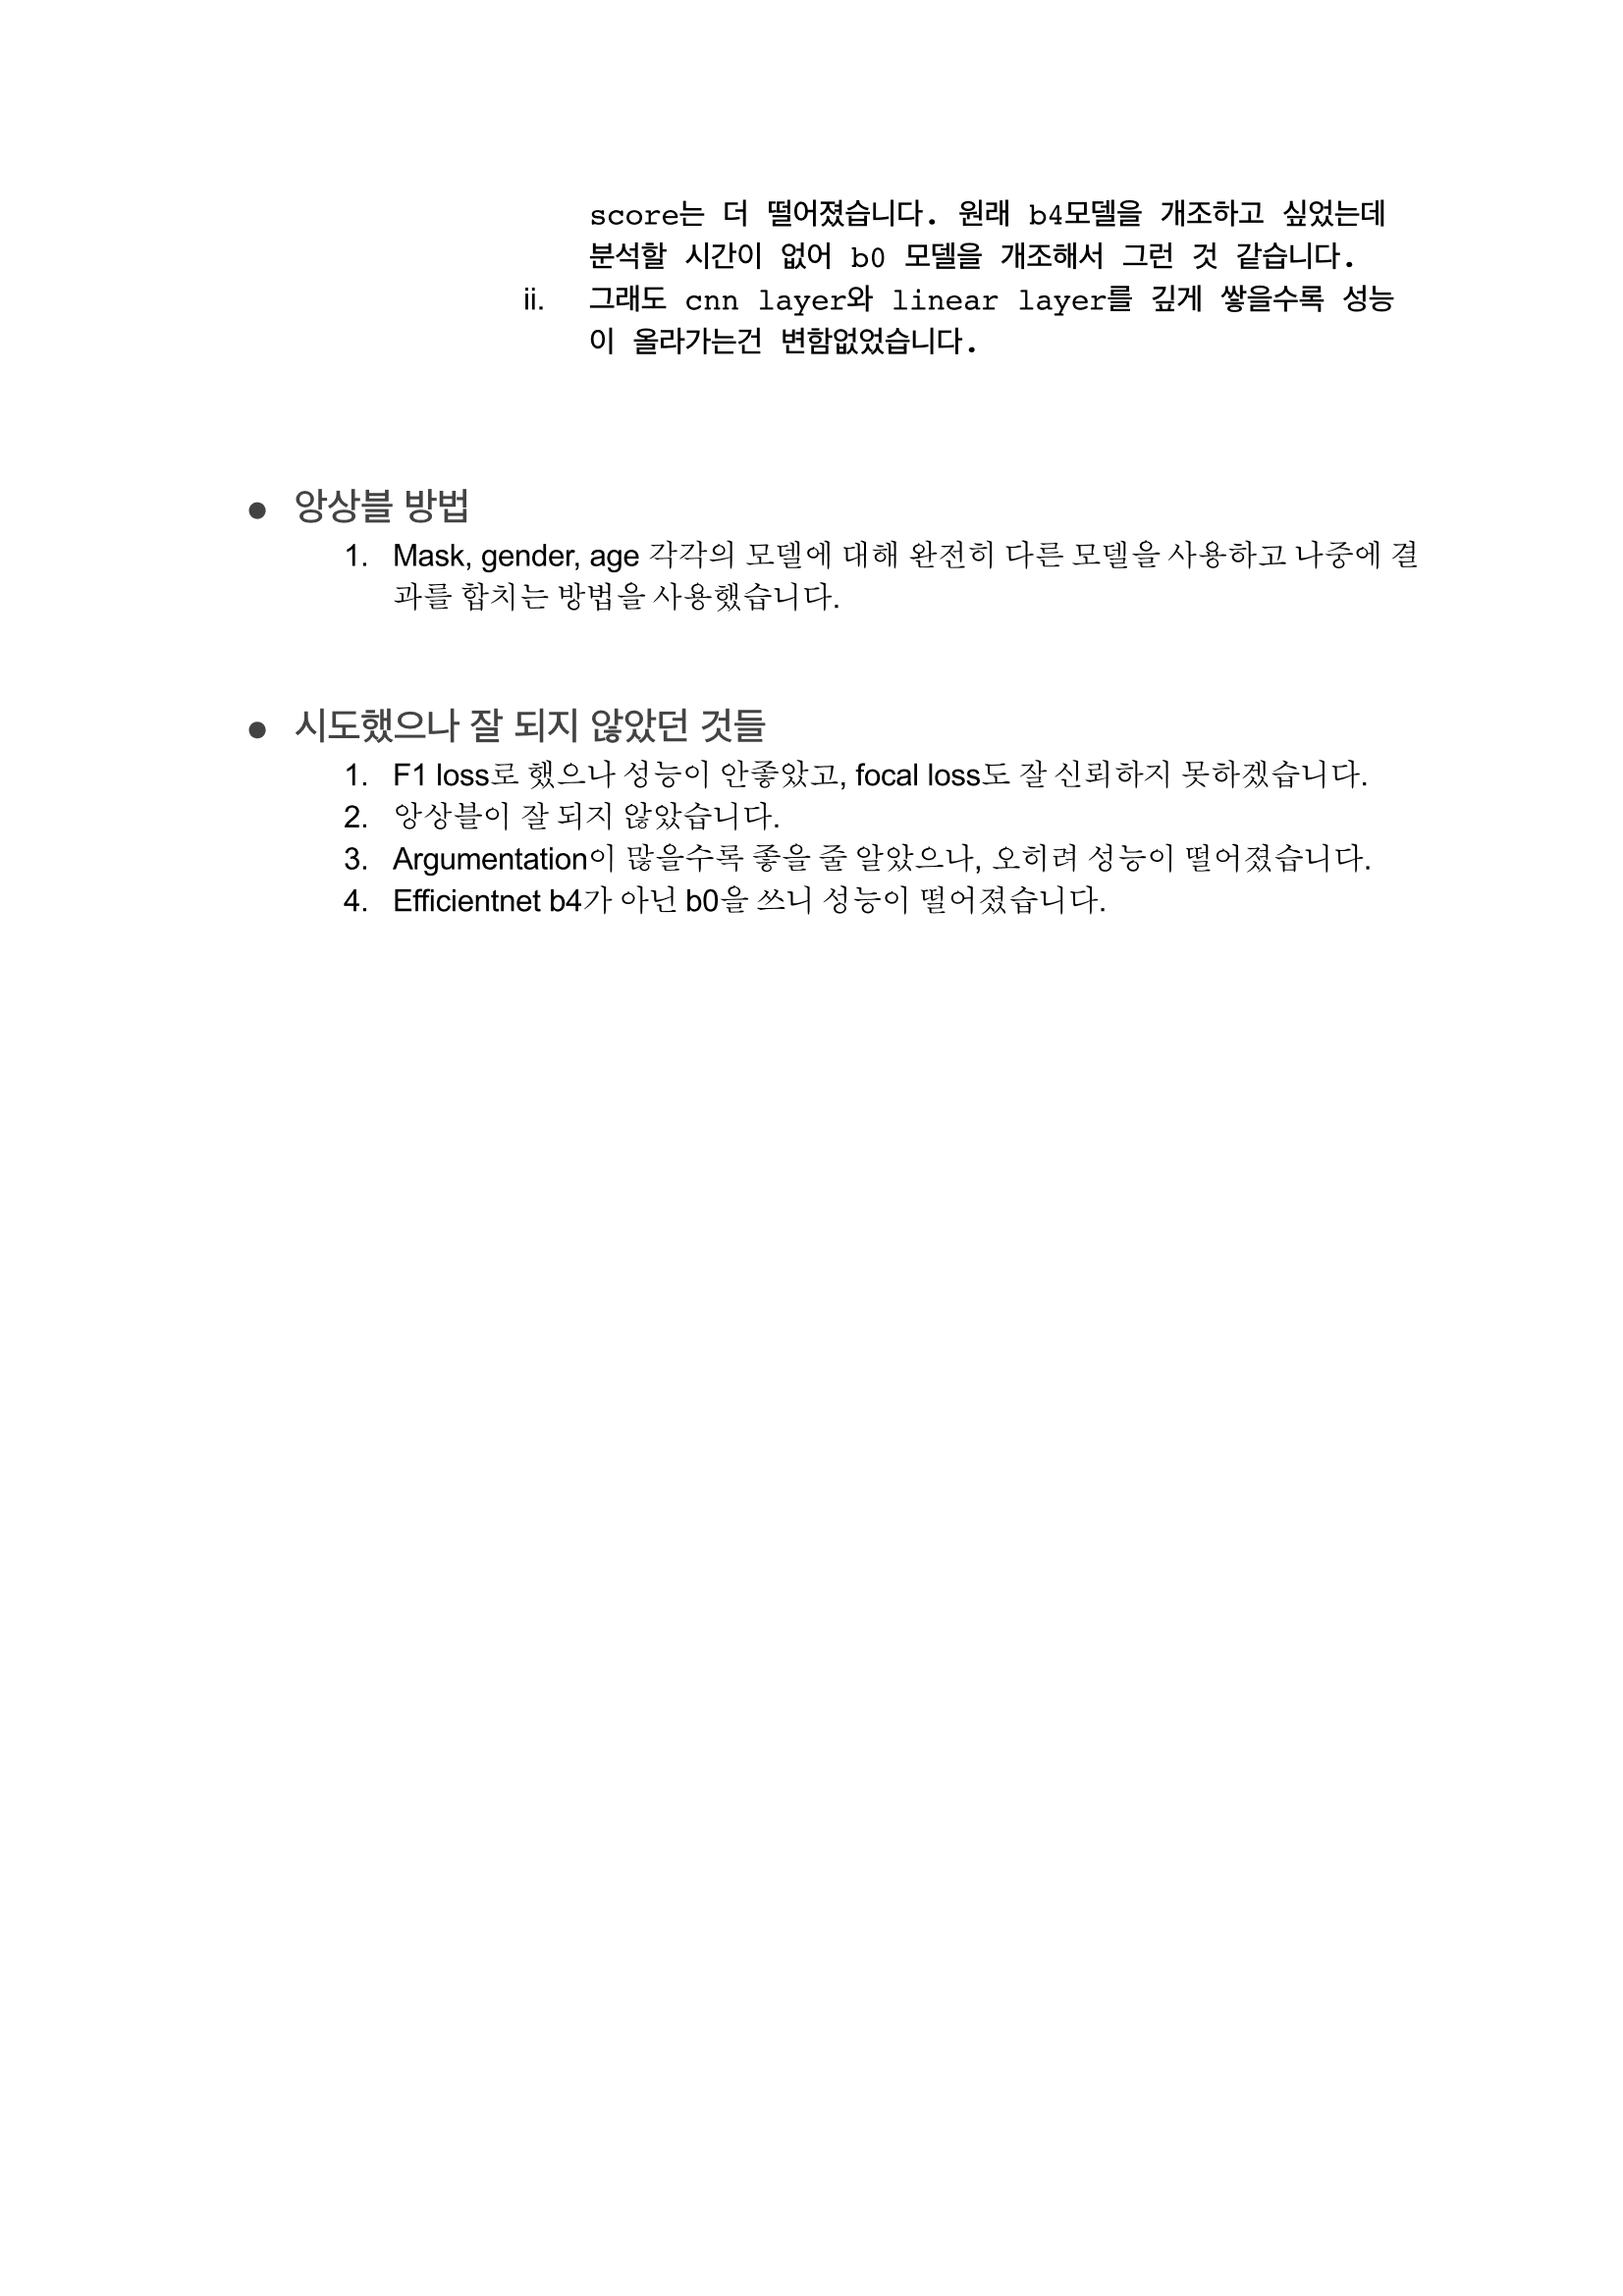 score는 더 떨어졌습니다. 원래 b4모델을 개조하고 싶었는데
분석할 시간이 없어 b0 모델을 개조해서 그런 것 같습니다.
ii. 그래도 cnn layer와 linear layer를 깊게 쌓을수록 성능
이 올라가는건 변함없었습니다.
● 앙상블 방법
1. Mask, gender, age 각각의 모델에 대해 완전히 다른 모델을 사용하고 나중에 결
과를 합치는 방법을 사용했습니다.
● 시도했으나 잘 되지 않았던 것들
1. F1 loss로 했으나 성능이 안좋았고, focal loss도 잘 신뢰하지 못하겠습니다.
2. 앙상블이 잘 되지 않았습니다.
3. Argumentation이 많을수록 좋을 줄 알았으나, 오히려 성능이 떨어졌습니다.
4. Efficientnet b4가 아닌 b0을 쓰니 성능이 떨어졌습니다.